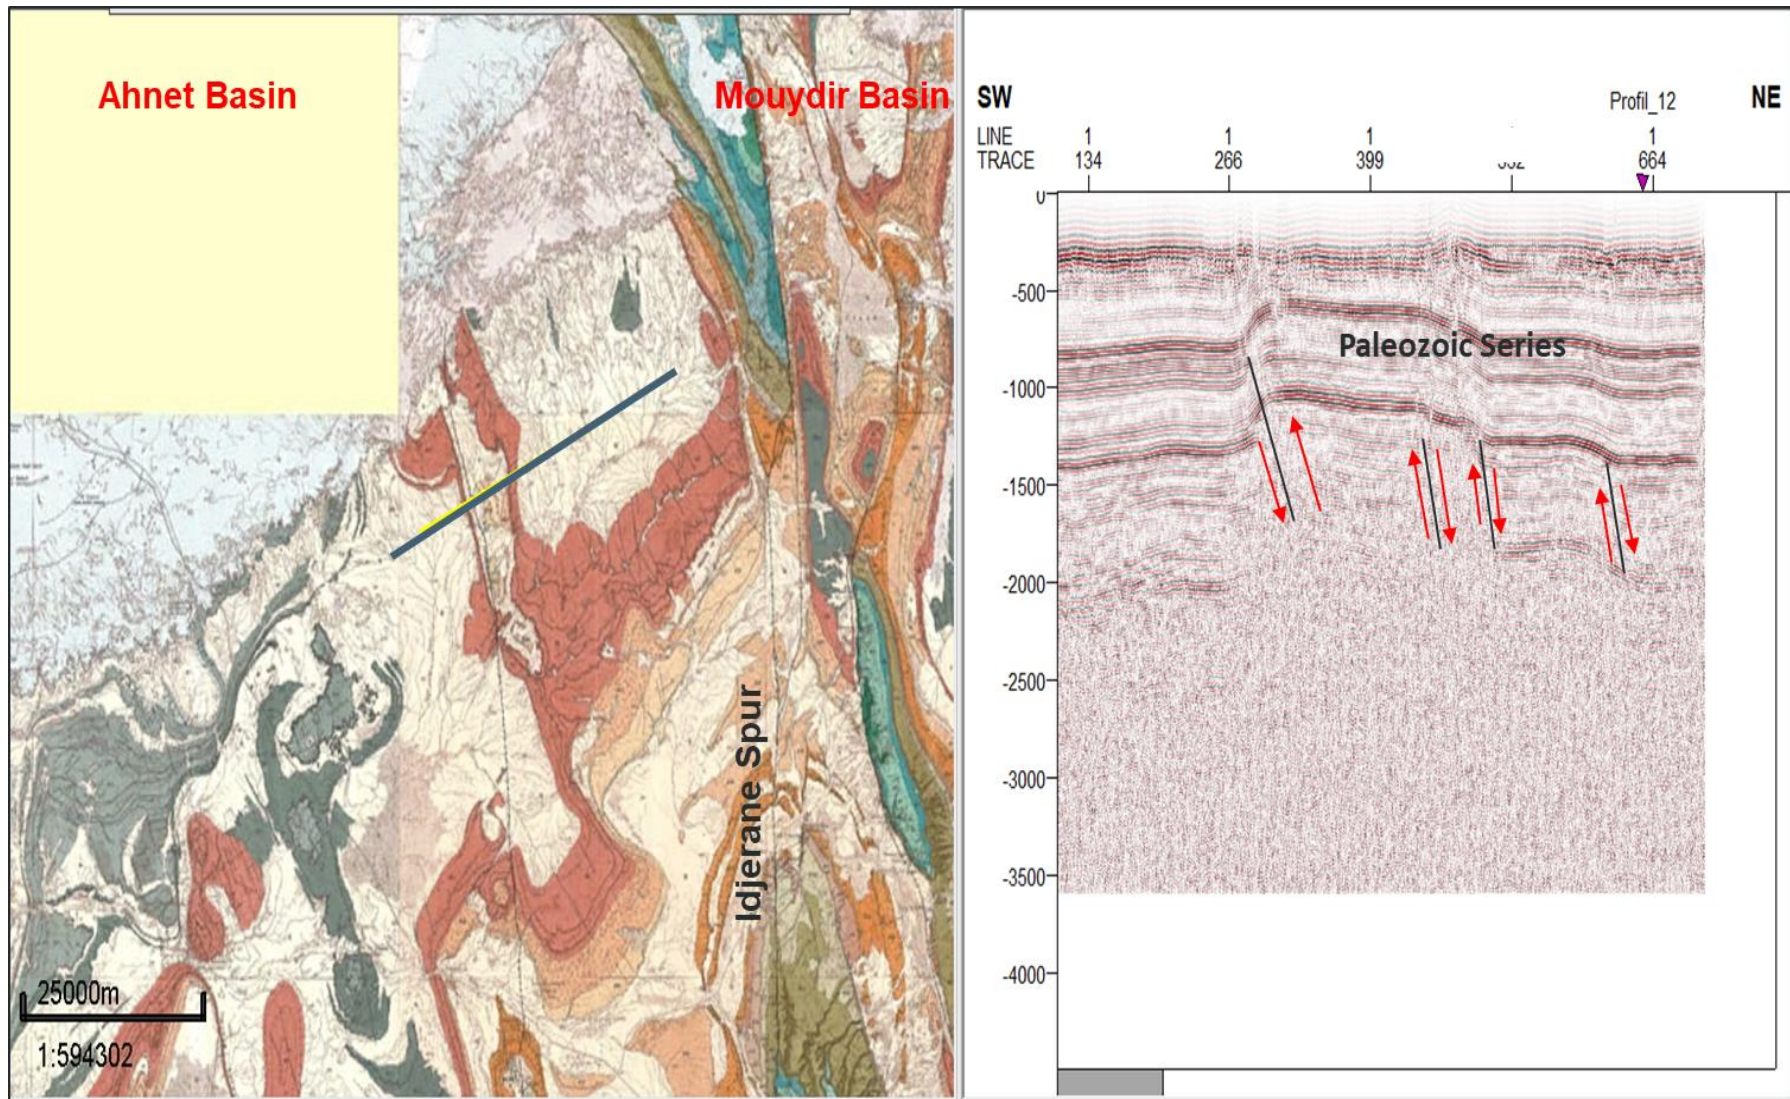 Ahnet Basin
Mouydir Basin
Idjerane Spur
25000m
1:594302
SW
Profil_12
NE
LINE 1 1 1 1
TRACE 134 266 399 664
0
-500
Paleozoic Series
-1000
-1500
-2000
-2500
-3000
-3500
-4000